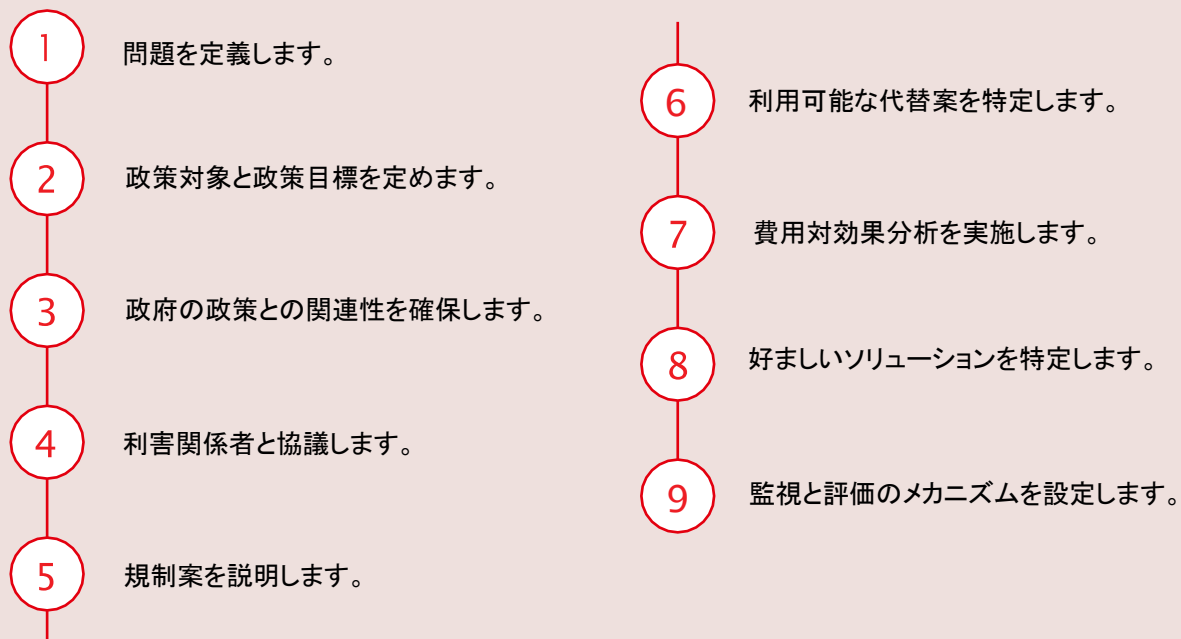 1
問題を定義します。
2
政策対象と政策目標を定めます。
3
政府の政策との関連性を確保します。
4
利害関係者と協議します。
5
規制案を説明します。
6
利用可能な代替案を特定します。
7
費用対効果分析を実施します。
8
好ましいソリューションを特定します。
9
監視と評価のメカニズムを設定します。